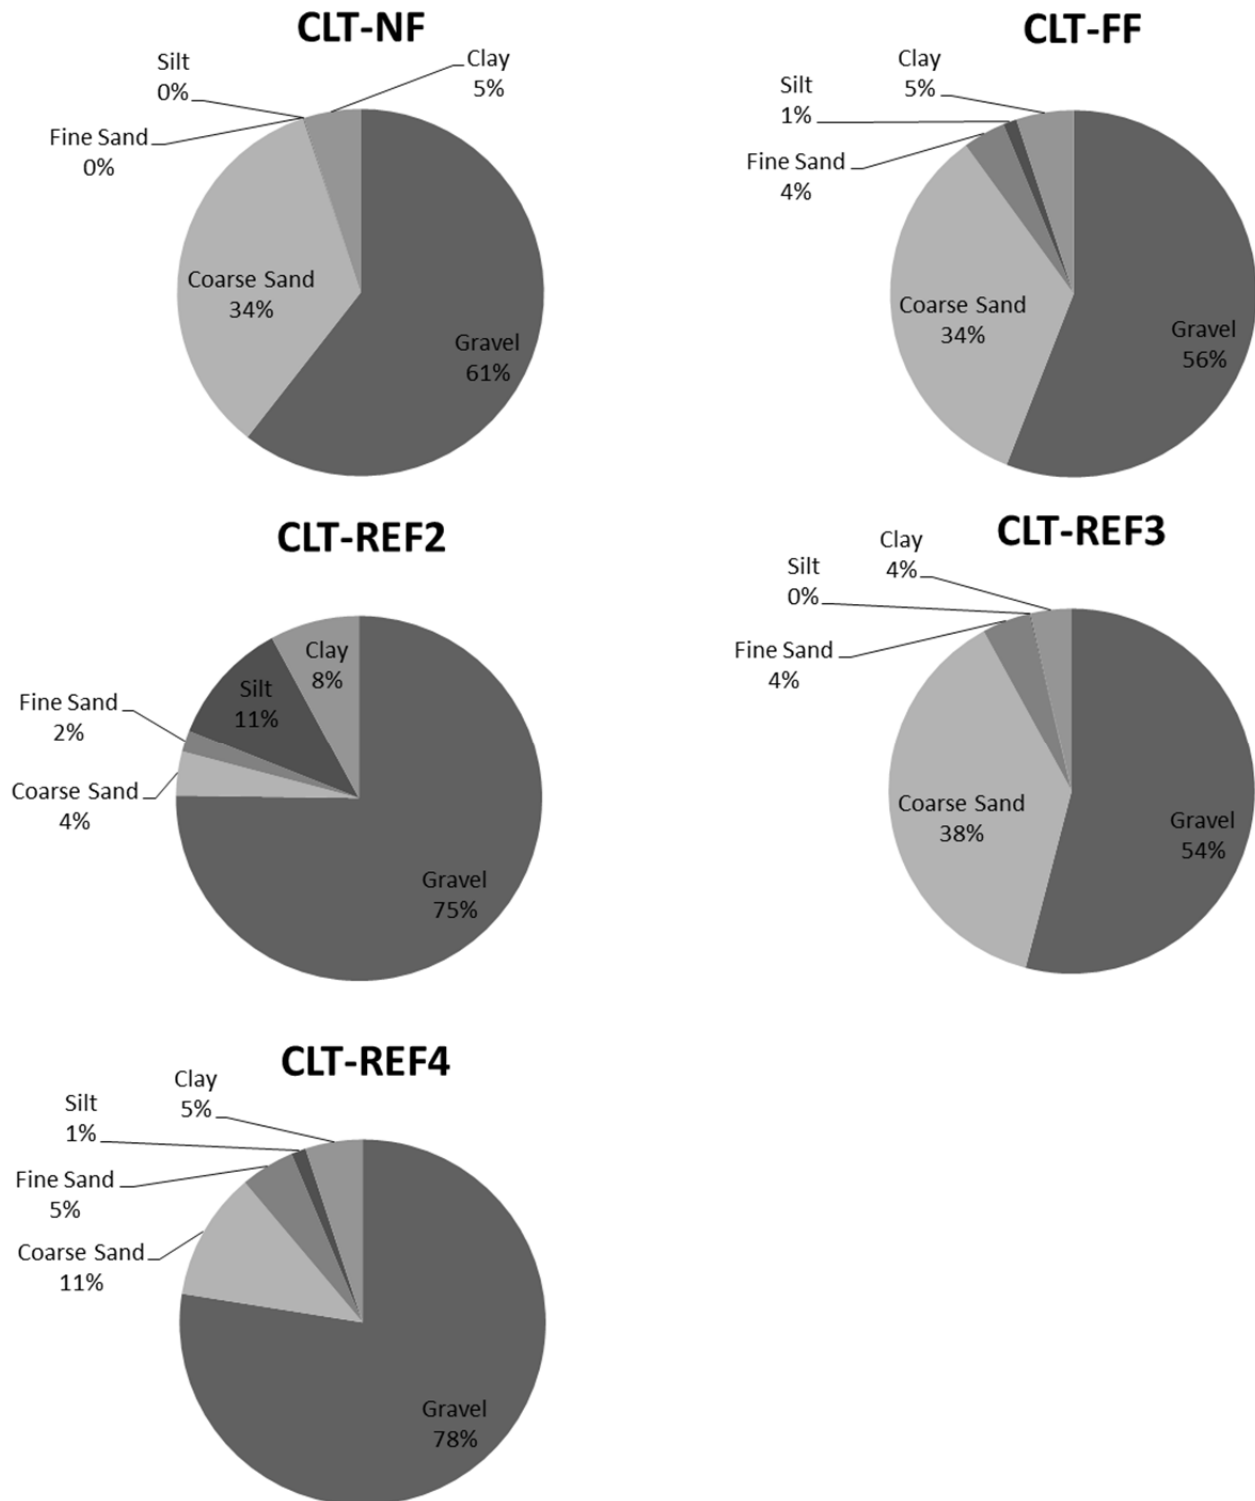 CLT-NF
Silt
0%
Clay
5%
Fine Sand
0%
Coarse Sand
34%
Gravel
61%
CLT-FF
Clay
5%
Silt
1%
Fine Sand
4%
Coarse Sand
34%
Gravel
56%
CLT-REF2
Clay
8%
Silt
11%
Fine Sand
2%
Coarse Sand
4%
Gravel
75%
CLT-REF3
Clay
4%
Silt
0%
Fine Sand
4%
Coarse Sand
38%
Gravel
54%
CLT-REF4
Clay
5%
Silt
1%
Fine Sand
5%
Coarse Sand
11%
Gravel
78%